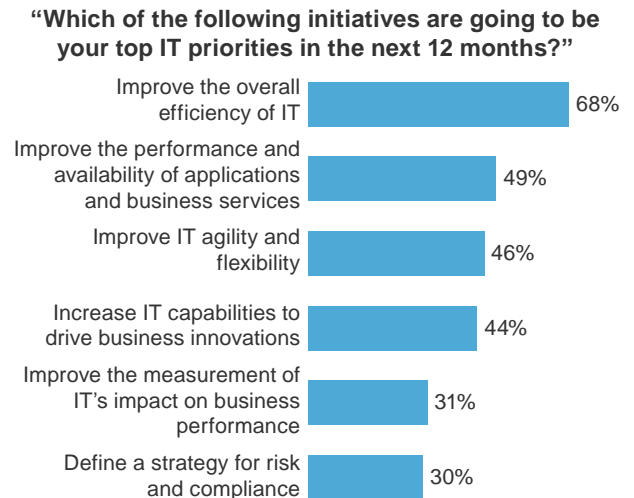 “Which of the following initiatives are going to be
your top IT priorities in the next 12 months?”
Improve the overall
efficiency of IT
68%
Improve the performance and
availability of applications
and business services
49%
Improve IT agility and
flexibility
46%
Increase IT capabilities to
drive business innovations
44%
Improve the measurement of
IT’s impact on business
performance
31%
Define a strategy for risk
and compliance
30%